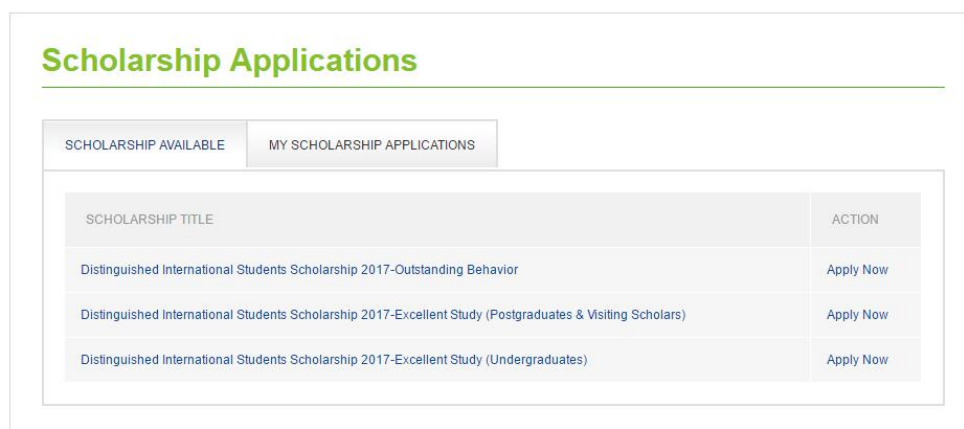 Scholarship Applications
SCHOLARSHIP AVAILABLE MY SCHOLARSHIP APPLICATIONS
SCHOLARSHIP TITLE ACTION
Distinguished International Students Scholarship 2017-Outstanding Behavior Apply Now
Distinguished International Students Scholarship 2017-Excellent Study (Postgraduates & Visiting Scholars) Apply Now
Distinguished International Students Scholarship 2017-Excellent Study (Undergraduates) Apply Now